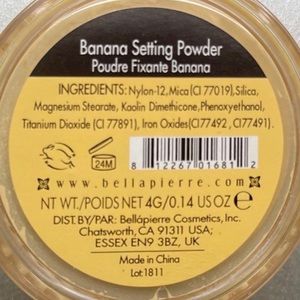 Banana Setting Powder
Poudre Fixante Banana
INGREDIENTS: Nylon-12, Mica (CI 77019), Silica,
Magnesium Stearate, Kaolin Dimethicone, Phenoxyethanol,
Titanium Dioxide (CI 77891), Iron Oxides(CI77492 ,CI77491).
24M
8 12267 01681 2
www.bellapierre.com
NT WT./POIDS NET 4G/0.14 US OZ e
DIST.BY/PAR: Bellápierre Cosmetics, Inc.
Chatsworth, CA 91311 USA;
ESSEX EN9 3BZ, UK
Made in China
Lot:1811